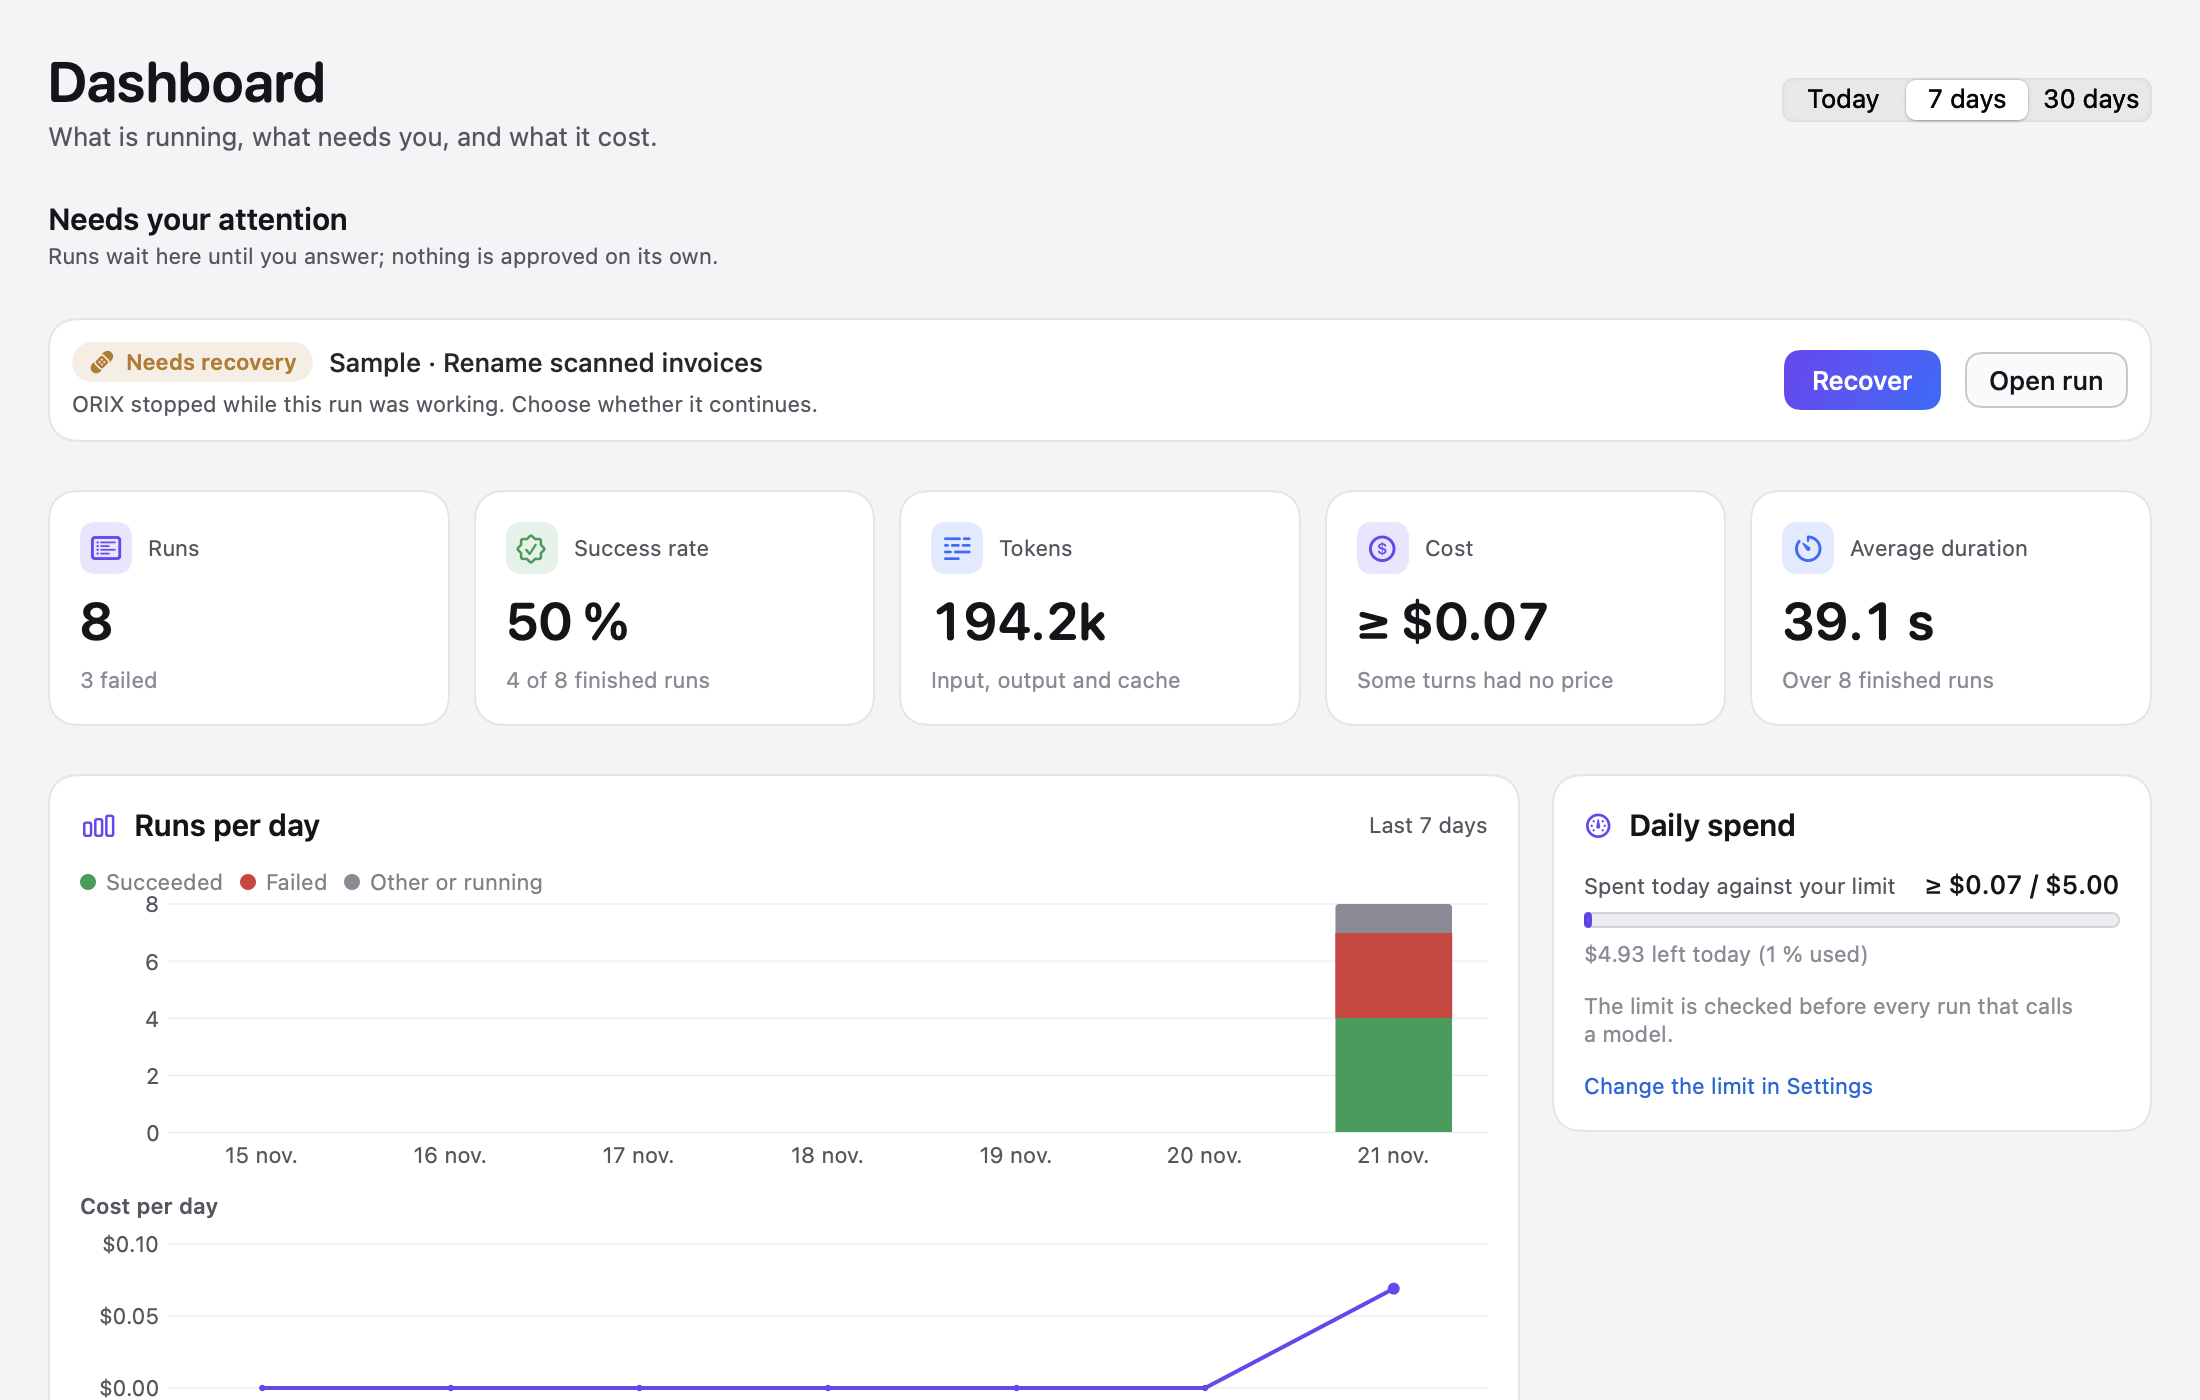 Dashboard
What is running, what needs you, and what it cost.
Today 7 days 30 days
Needs your attention
Runs wait here until you answer; nothing is approved on its own.
Needs recovery Sample · Rename scanned invoices
ORIX stopped while this run was working. Choose whether it continues.
Recover Open run
Runs
8
3 failed
Success rate
50 %
4 of 8 finished runs
Tokens
194.2k
Input, output and cache
Cost
≥ $0.07
Some turns had no price
Average duration
39.1 s
Over 8 finished runs
Runs per day Last 7 days
Succeeded Failed Other or running
8
6
4
2
0
15 nov. 16 nov. 17 nov. 18 nov. 19 nov. 20 nov. 21 nov.
Cost per day
$0.10
$0.05
$0.00
Daily spend
Spent today against your limit ≥ $0.07 / $5.00
$4.93 left today (1 % used)
The limit is checked before every run that calls
a model.
Change the limit in Settings